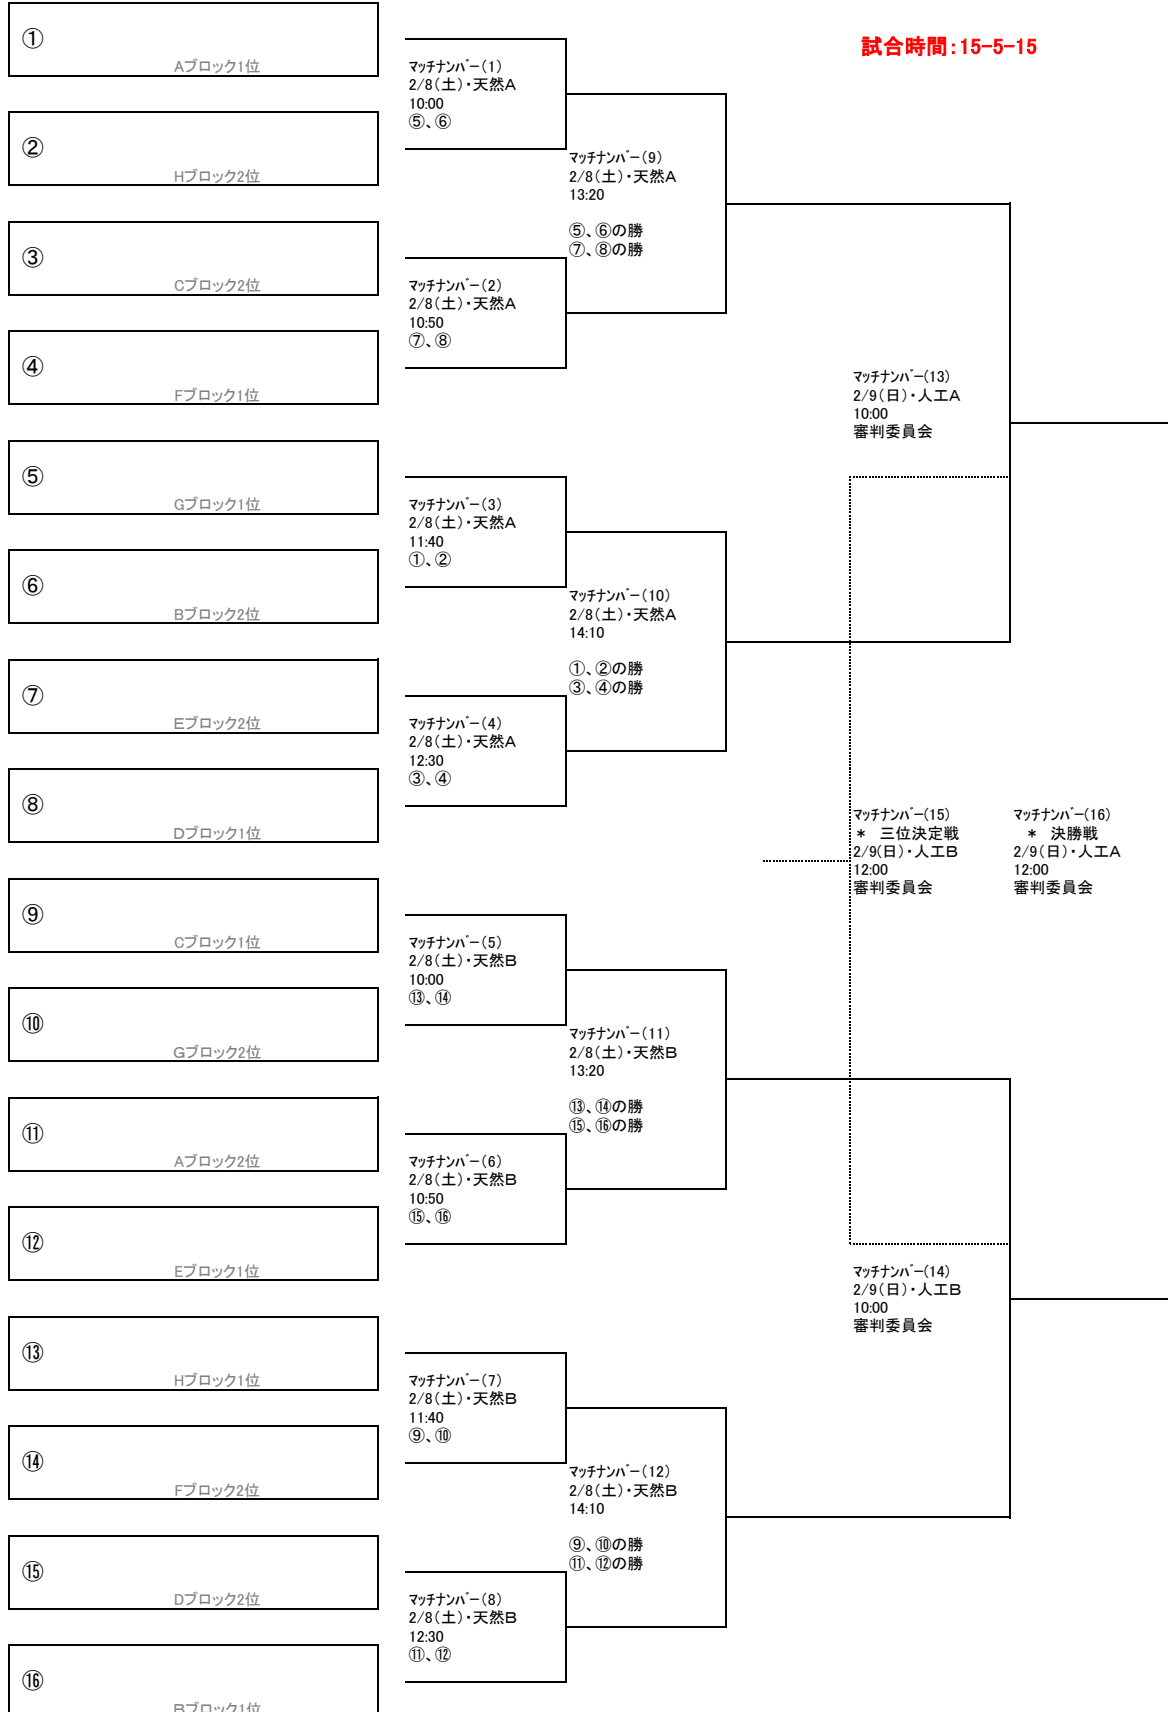 試合時間：15-5-15
①
Aブロック1位
②
Hブロック2位
③
Cブロック2位
④
Fブロック1位
⑤
Gブロック1位
⑥
Bブロック2位
⑦
Eブロック2位
⑧
Dブロック1位
⑨
Cブロック1位
⑩
Gブロック2位
⑪
Aブロック2位
⑫
Eブロック1位
⑬
Hブロック1位
⑭
Fブロック2位
⑮
Dブロック2位
⑯
Bブロック1位
マッチナンバー(1)
2/8(土)・天然A
10:00
⑤、⑥
マッチナンバー(2)
2/8(土)・天然A
10:50
⑦、⑧
マッチナンバー(3)
2/8(土)・天然A
11:40
①、②
マッチナンバー(4)
2/8(土)・天然A
12:30
③、④
マッチナンバー(5)
2/8(土)・天然B
10:00
⑬、⑭
マッチナンバー(6)
2/8(土)・天然B
10:50
⑮、⑯
マッチナンバー(7)
2/8(土)・天然B
11:40
⑨、⑩
マッチナンバー(8)
2/8(土)・天然B
12:30
⑪、⑫
マッチナンバー(9)
2/8(土)・天然A
13:20
⑤、⑥の勝
⑦、⑧の勝
マッチナンバー(10)
2/8(土)・天然A
14:10
①、②の勝
③、④の勝
マッチナンバー(11)
2/8(土)・天然B
13:20
⑬、⑭の勝
⑮、⑯の勝
マッチナンバー(12)
2/8(土)・天然B
14:10
⑨、⑩の勝
⑪、⑫の勝
マッチナンバー(13)
2/9(日)・人工A
10:00
審判委員会
マッチナンバー(15)
* 三位決定戦
2/9(日)・人工B
12:00
審判委員会
マッチナンバー(16)
* 決勝戦
2/9(日)・人工A
12:00
審判委員会
マッチナンバー(14)
2/9(日)・人工B
10:00
審判委員会